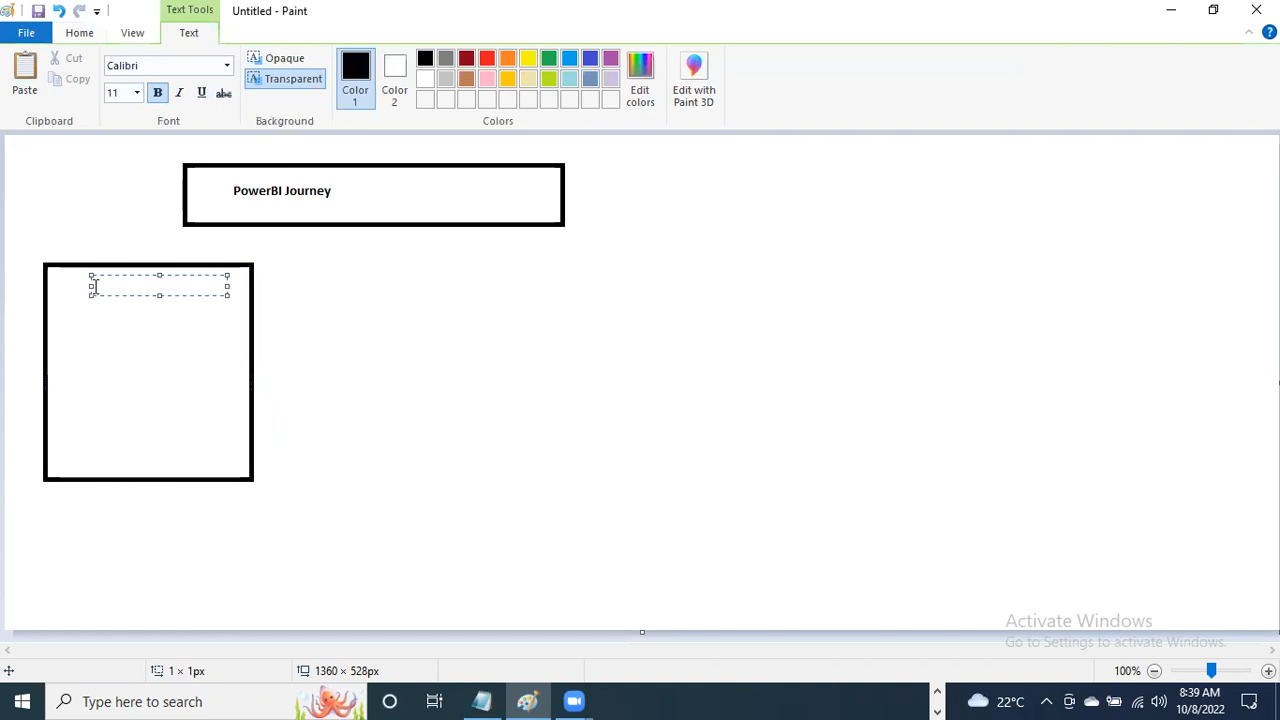 Text Tools
Untitled - Paint
File Home View Text
Paste
Cut
Copy
Clipboard
Calibri
11 B I U abc
Font
Opaque
Transparent
Background
Color 1
Color 2
Edit colors
Colors
Edit with Paint 3D
PowerBI Journey
Activate Windows
Go to Settings to activate Windows.
1 × 1px
1360 × 528px
100%
Type here to search
22°C
8:39 AM
10/8/2022